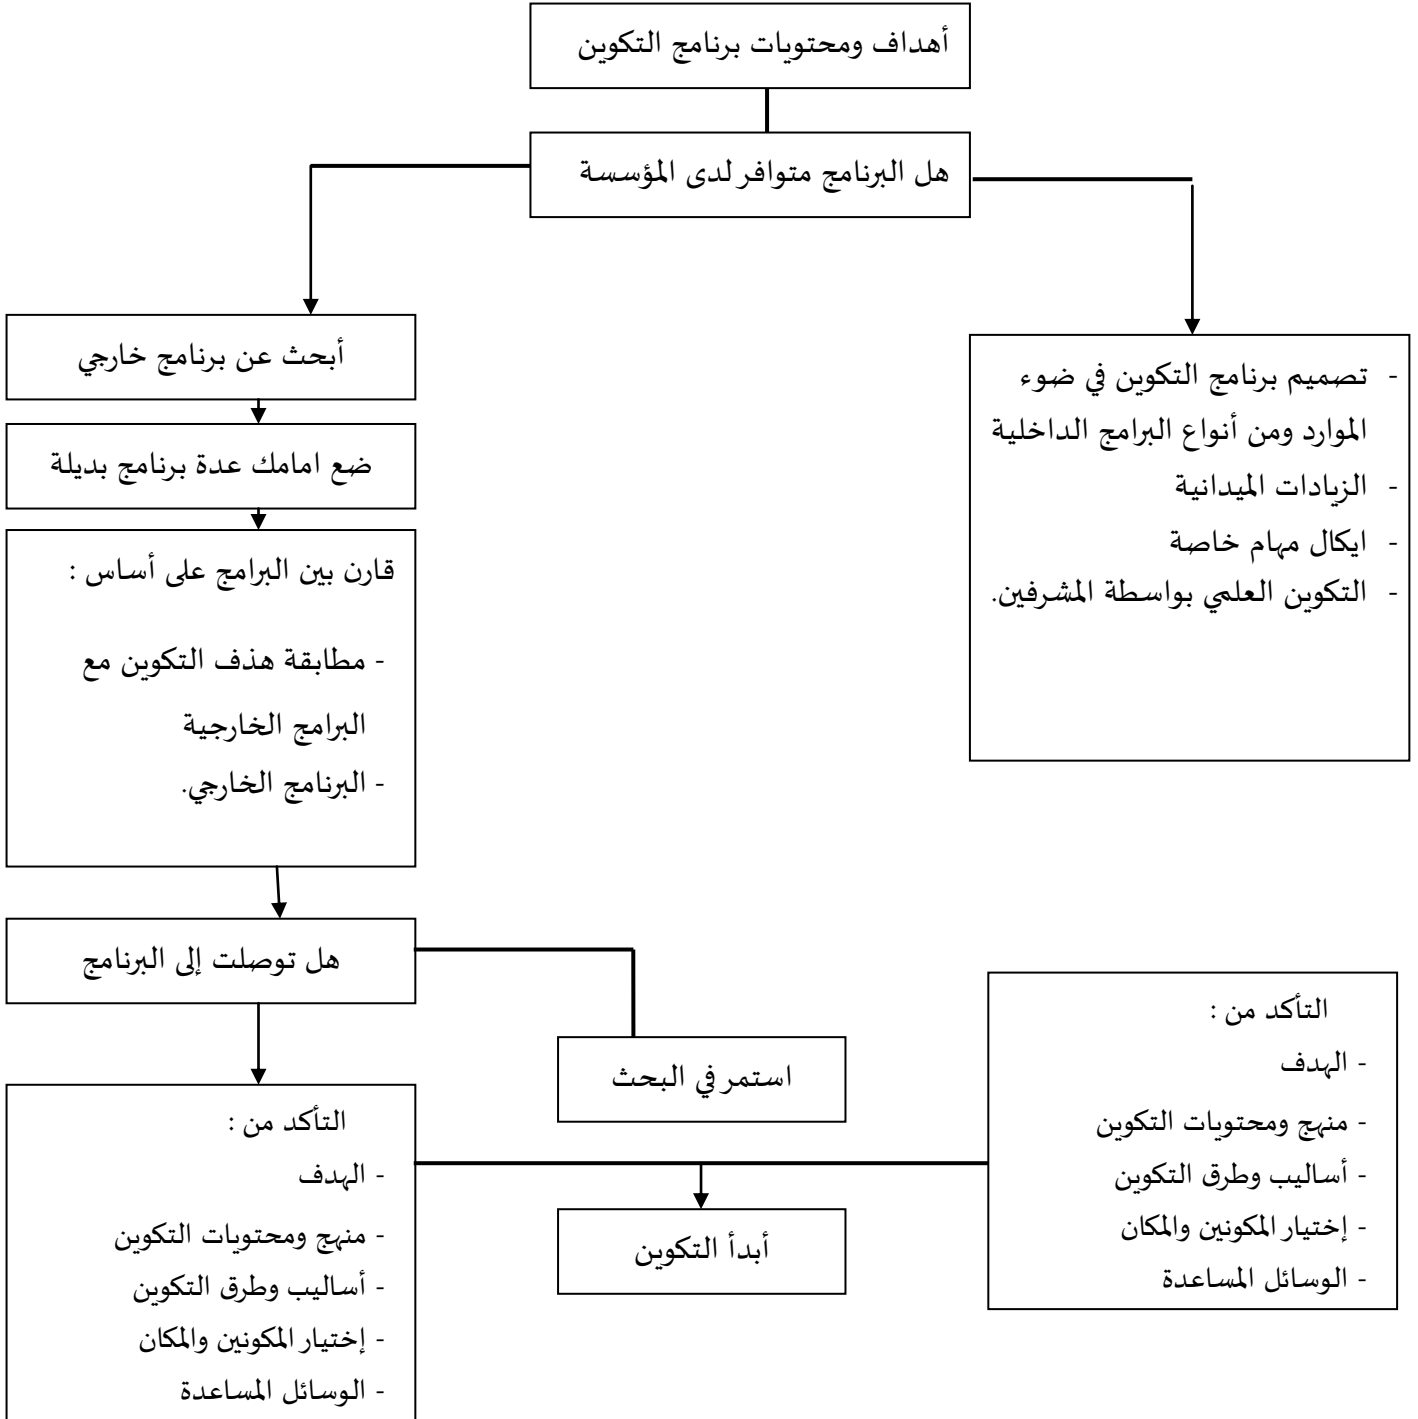 أهداف ومحتويات برنامج التكوين
هل البرنامج متوافر لدى المؤسسة
أبحث عن برنامج خارجي
ضع امامك عدة برنامج بديلة
قارن بين البرامج على أساس :
- مطابقة هذف التكوين مع
البرامج الخارجية
- البرنامج الخارجي.
- تصميم برنامج التكوين في ضوء
الموارد ومن أنواع البرامج الداخلية
- الزيادات الميدانية
- ايكال مهام خاصة
- التكوين العلمي بواسطة المشرفين.
هل توصلت إلى البرنامج
استمر في البحث
التأكد من :
- الهدف
- منهج ومحتويات التكوين
- أساليب وطرق التكوين
- إختيار المكونين والمكان
- الوسائل المساعدة
أبدأ التكوين
التأكد من :
- الهدف
- منهج ومحتويات التكوين
- أساليب وطرق التكوين
- إختيار المكونين والمكان
- الوسائل المساعدة